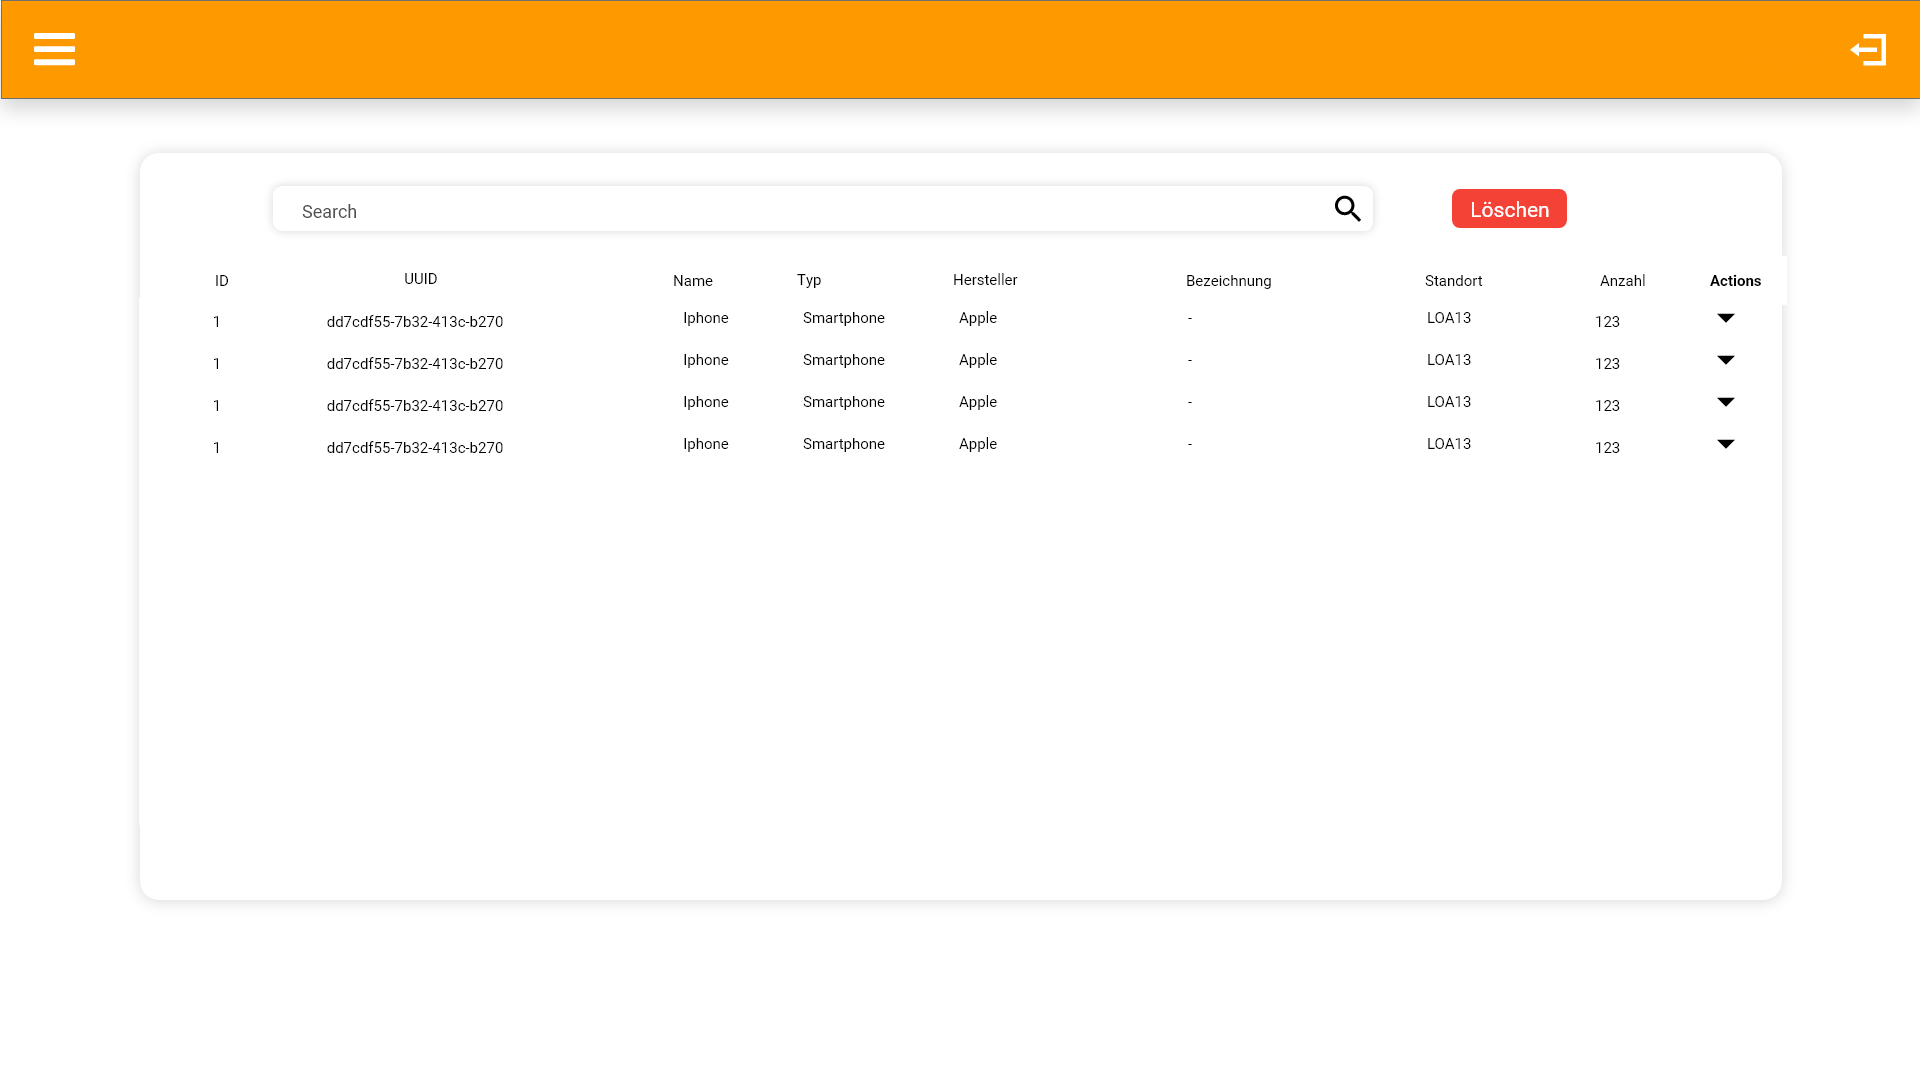 Search
Löschen
ID UUID Name Typ Hersteller Bezeichnung Standort Anzahl Actions
1 dd7cdf55-7b32-413c-b270 Iphone Smartphone Apple - LOA13 123
1 dd7cdf55-7b32-413c-b270 Iphone Smartphone Apple - LOA13 123
1 dd7cdf55-7b32-413c-b270 Iphone Smartphone Apple - LOA13 123
1 dd7cdf55-7b32-413c-b270 Iphone Smartphone Apple - LOA13 123